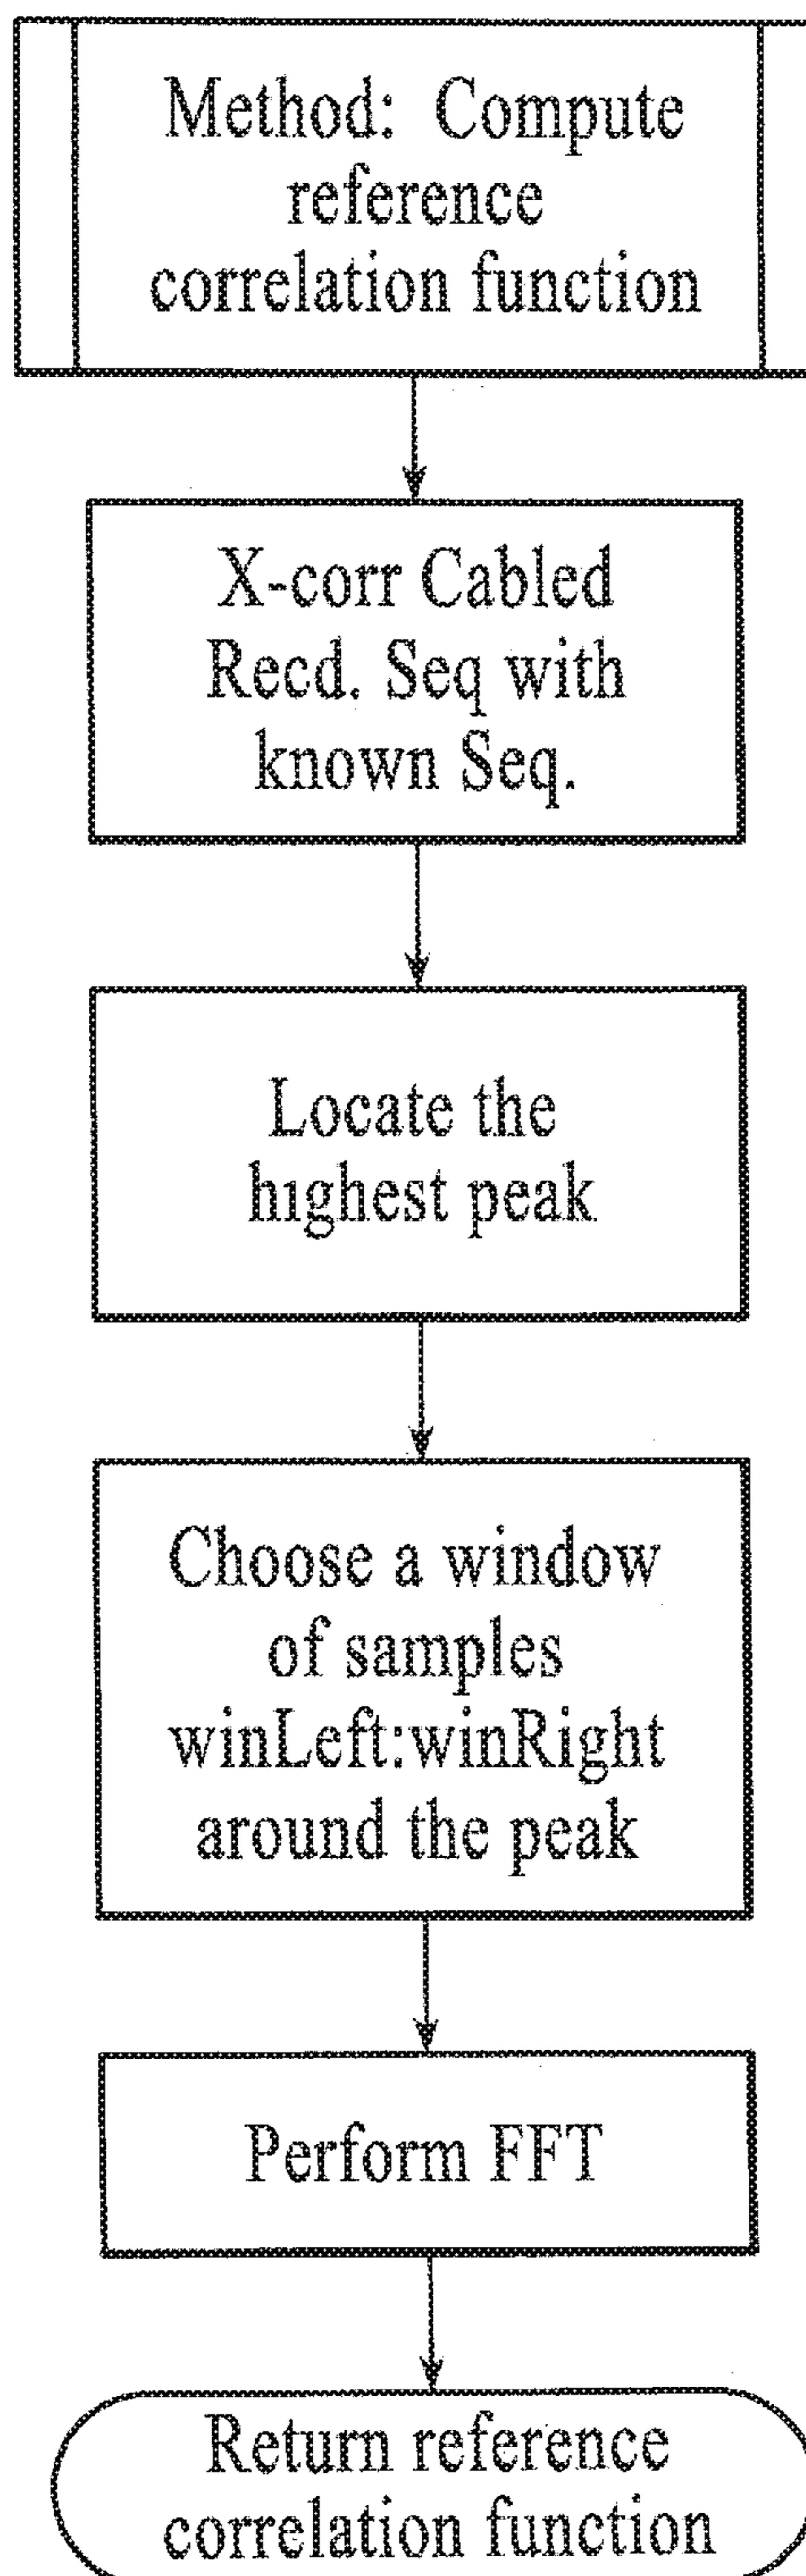 Method: Compute
reference
correlation function
X-corr Cabled
Recd. Seq with
known Seq.
Locate the
highest peak
Choose a window
of samples
winLeft:winRight
around the peak
Perform FFT
Return reference
correlation function